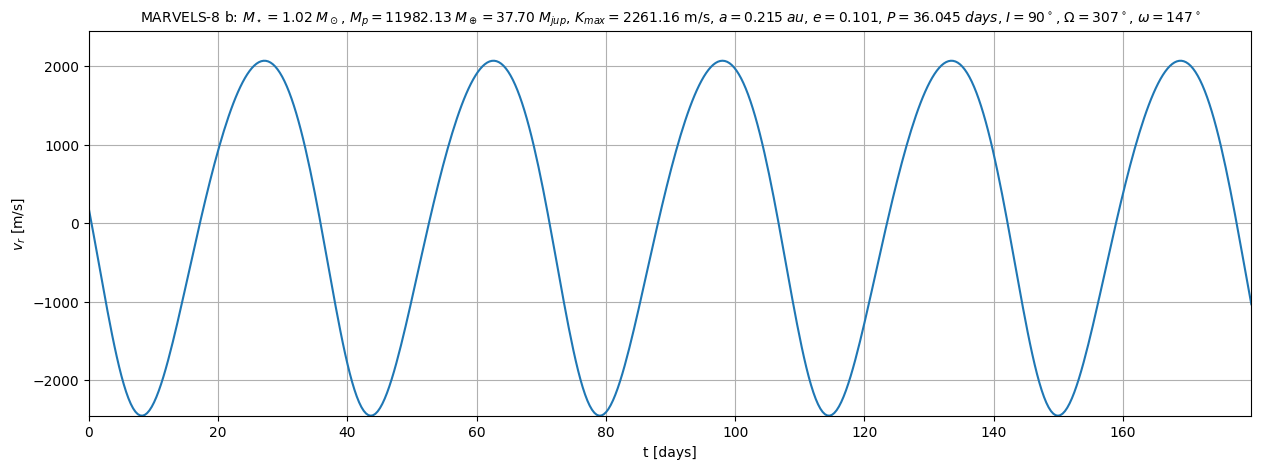 MARVELS-8 b: $M_\star = 1.02\ M_\odot$, $M_p = 11982.13\ M_\oplus = 37.70\ M_{jup}$, $K_{max} = 2261.16$ m/s, $a = 0.215\ au$, $e = 0.101$, $P = 36.045\ days$, $I = 90^\circ$, $\Omega = 307^\circ$, $\omega = 147^\circ$
2000
1000
0
−1000
−2000
$v_r$ [m/s]
0 20 40 60 80 100 120 140 160
t [days]